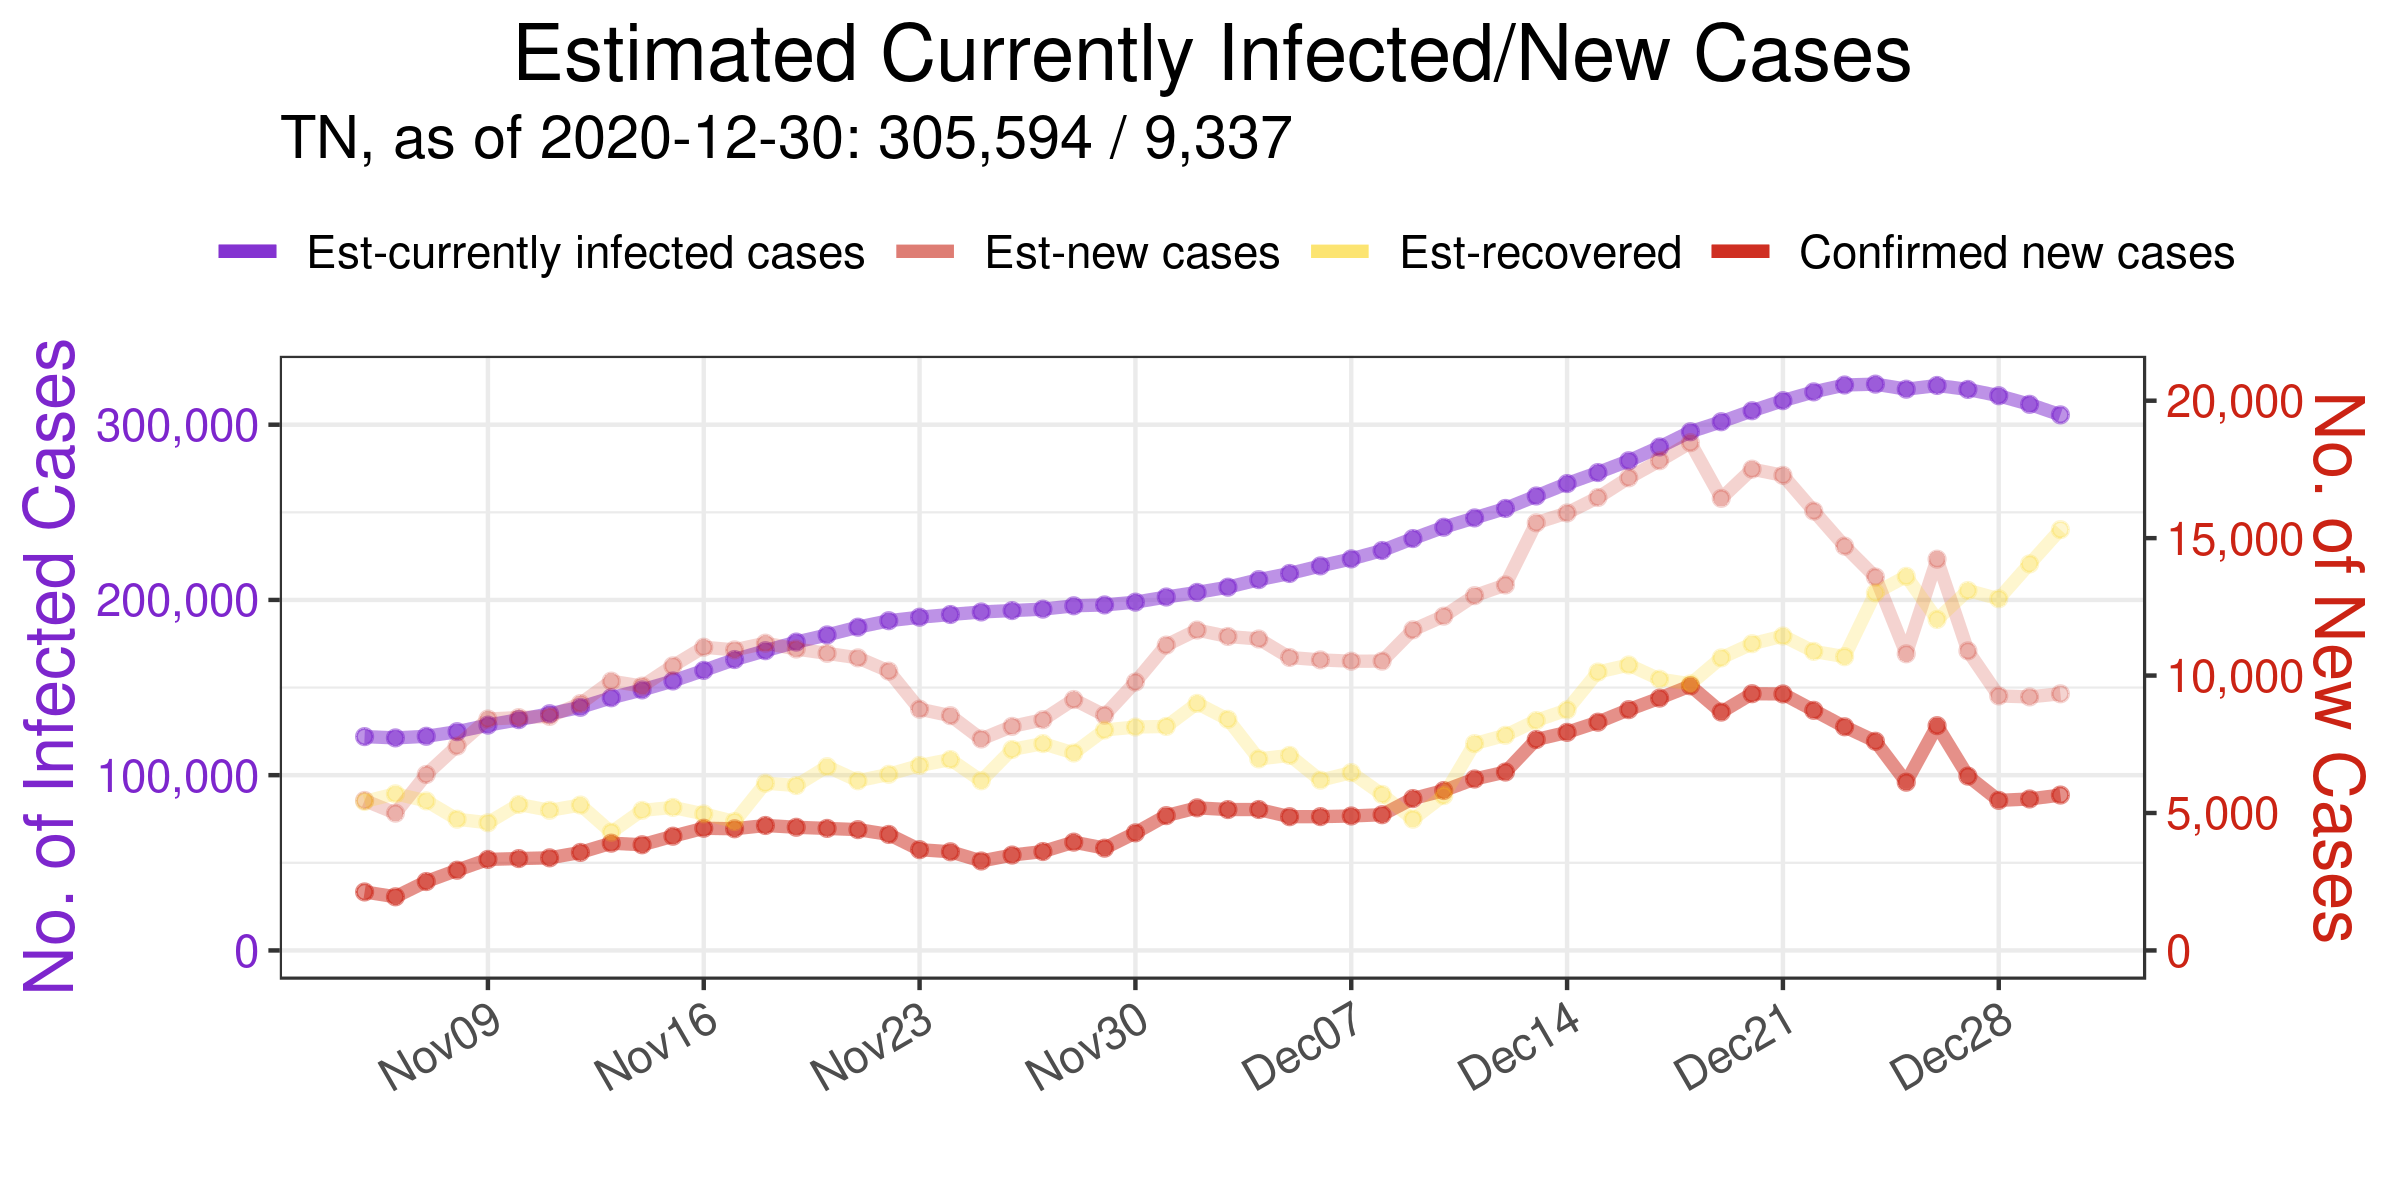 Estimated Currently Infected/New Cases
TN, as of 2020-12-30: 305,594 / 9,337
Est-currently infected cases Est-new cases Est-recovered Confirmed new cases
No. of Infected Cases
300,000
200,000
100,000
0
20,000
15,000
10,000
5,000
0
No. of New Cases
Nov09 Nov16 Nov23 Nov30 Dec07 Dec14 Dec21 Dec28